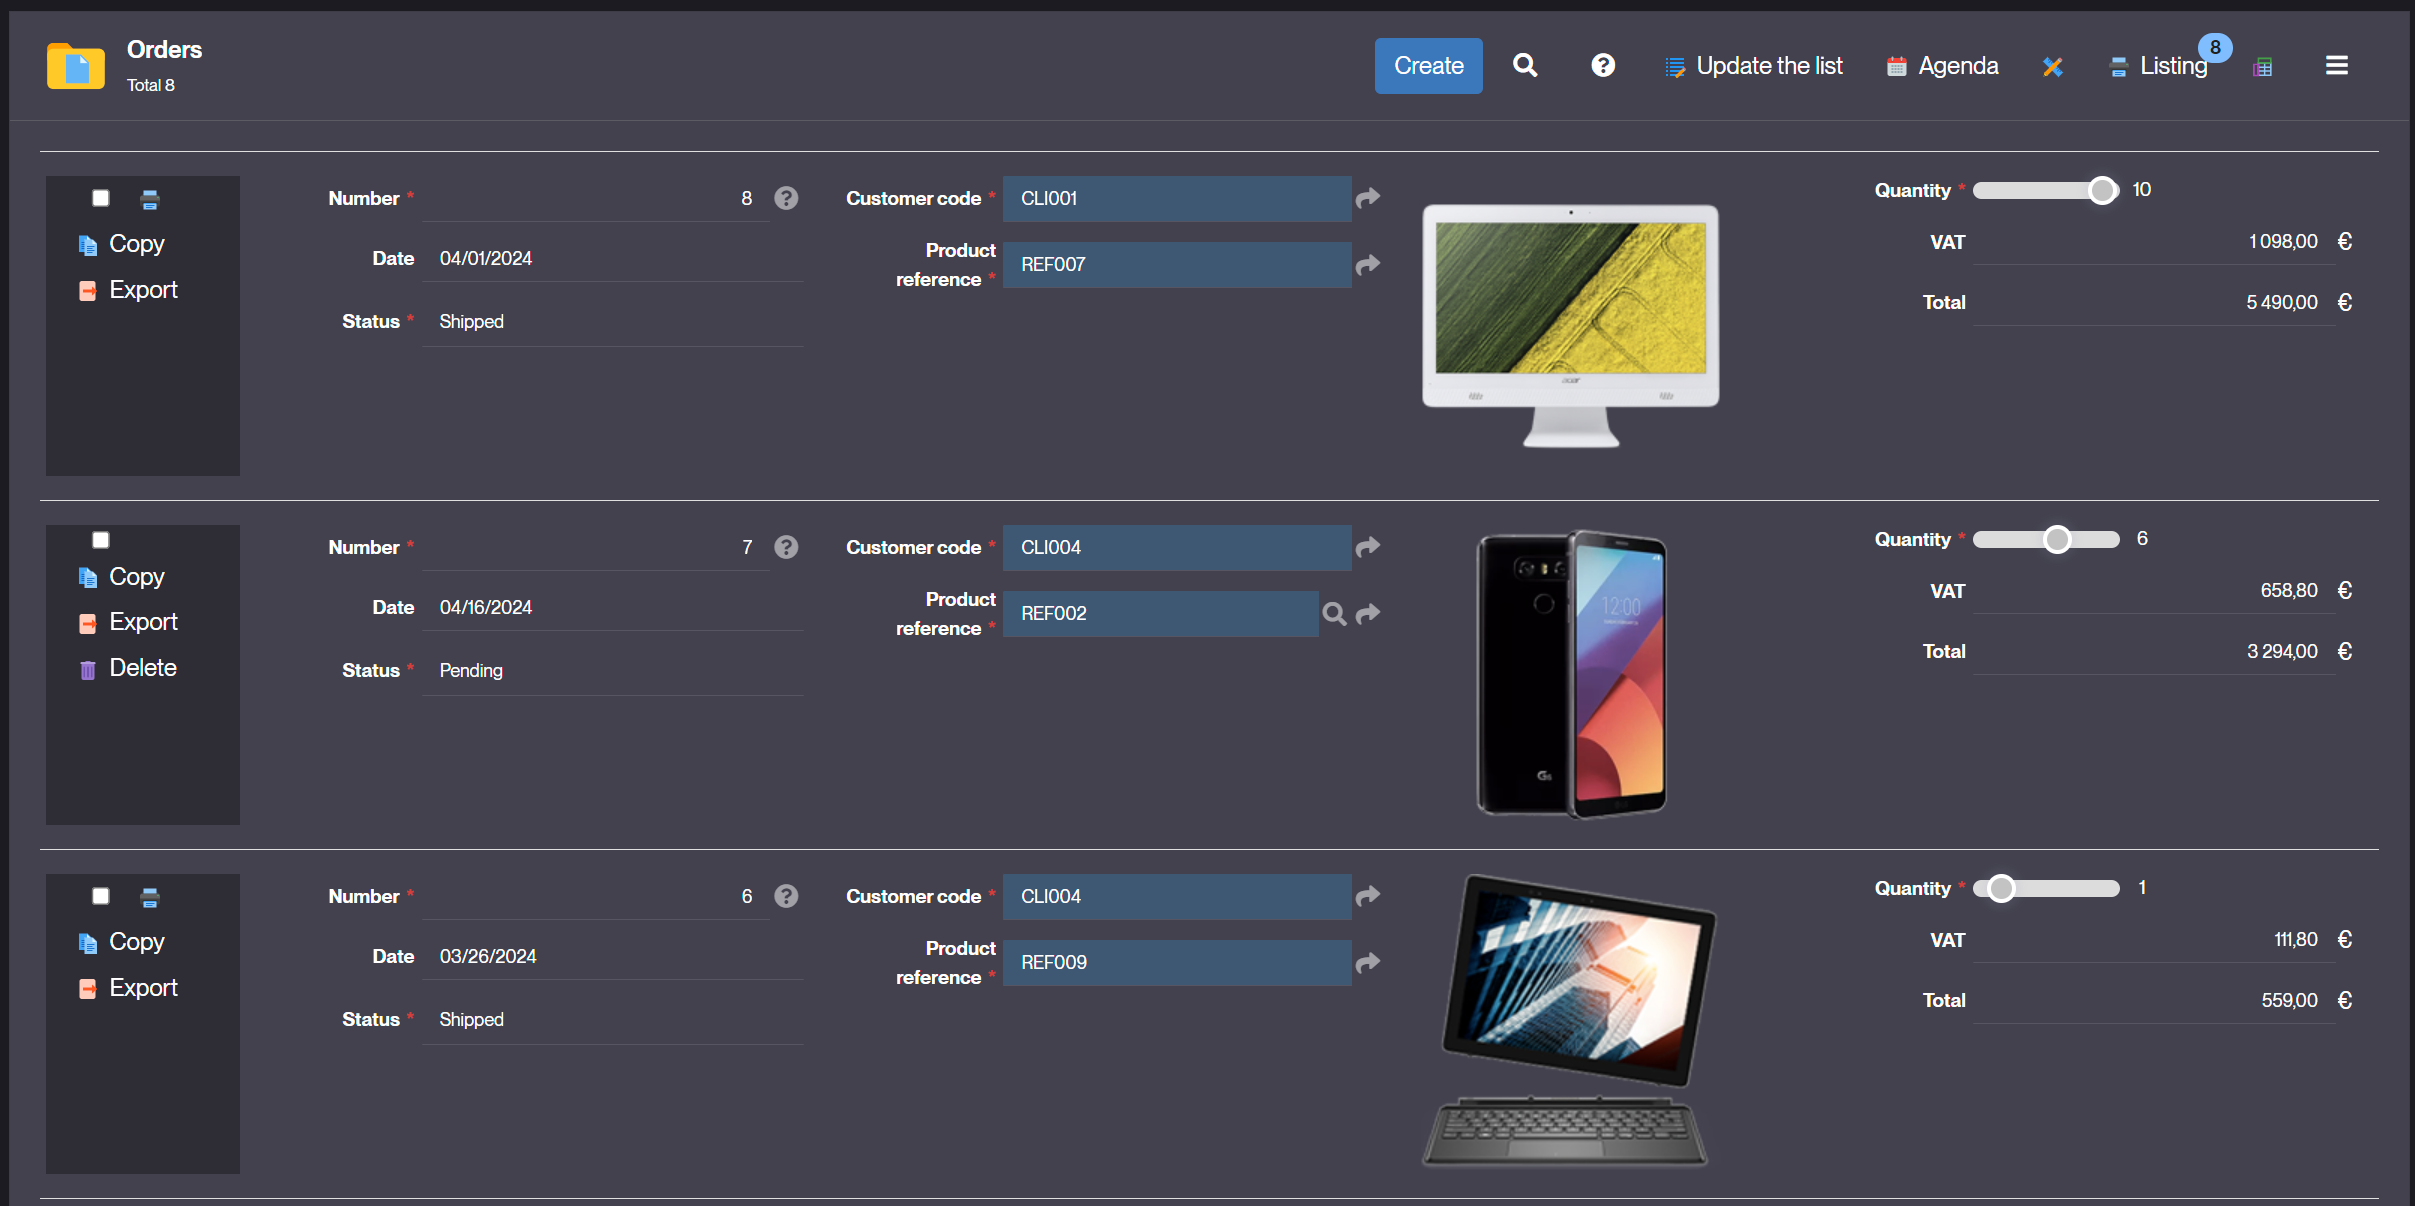 Orders
Total 8
Create
Update the list
Agenda
Listing
8
Copy
Export
Number *
8
Date
04/01/2024
Status *
Shipped
Customer code *
CLI001
Product
reference *
REF007
acer
Quantity *
10
VAT
1 098,00 €
Total
5 490,00 €
Copy
Export
Delete
Number *
7
Date
04/16/2024
Status *
Pending
Customer code *
CLI004
Product
reference *
REF002
12:00
G6
Quantity *
6
VAT
658,80 €
Total
3 294,00 €
Copy
Export
Number *
6
Date
03/26/2024
Status *
Shipped
Customer code *
CLI004
Product
reference *
REF009
Quantity *
1
VAT
111,80 €
Total
559,00 €